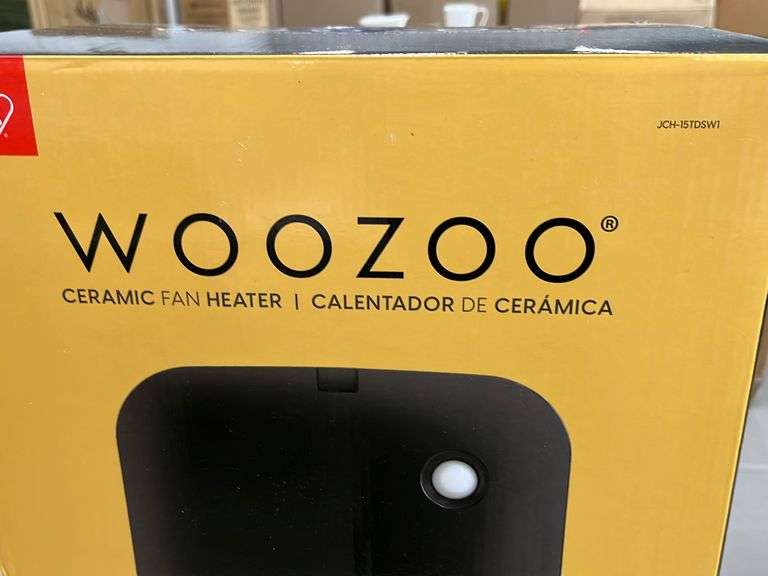 JCH-15TDSW1
WOOZOO®
CERAMIC FAN HEATER | CALENTADOR DE CERÁMICA